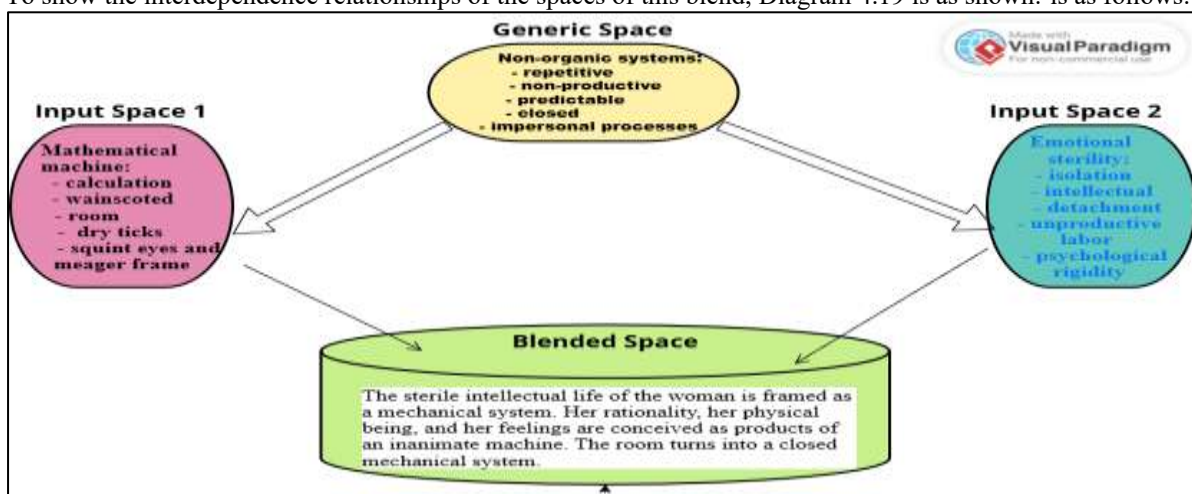 To show the interdependence relationships of the spaces of this blend, Diagram 4.19 is as shown: is as follows:
Generic Space
Non-organic systems:
- repetitive
- non-productive
- predictable
- closed
- impersonal processes
Made with
Visual Paradigm
For non-commercial use
Input Space 1
Mathematical
machine:
- calculation
- wainscoted
- room
- dry ticks
- squint eyes and
meager frame
Input Space 2
Emotional
sterility:
- isolation
- intellectual
- detachment
- unproductive
labor
- psychological
rigidity
Blended Space
The sterile intellectual life of the woman is framed as
a mechanical system. Her rationality, her physical
being, and her feelings are conceived as products of
an inanimate machine. The room turns into a closed
mechanical system.